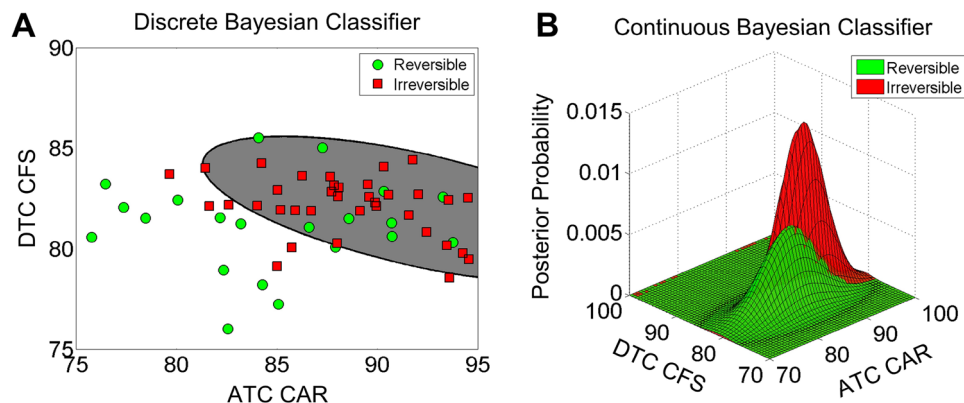 A
Discrete Bayesian Classifier
90
85
80
75
DTC CFS
Reversible
Irreversible
75 80 85 90 95
ATC CAR
B
Continuous Bayesian Classifier
Reversible
Irreversible
0.015
0.01
0.005
0
Posterior Probability
100 90 80 70
DTC CFS
70 80 90 100
ATC CAR